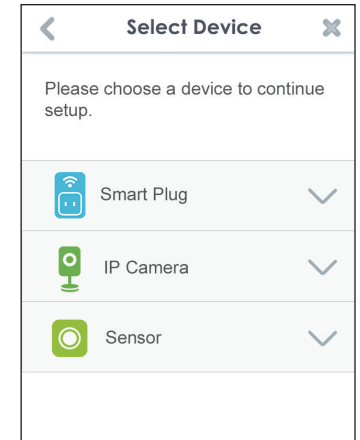 Select Device
Please choose a device to continue
setup.
Smart Plug
IP Camera
Sensor